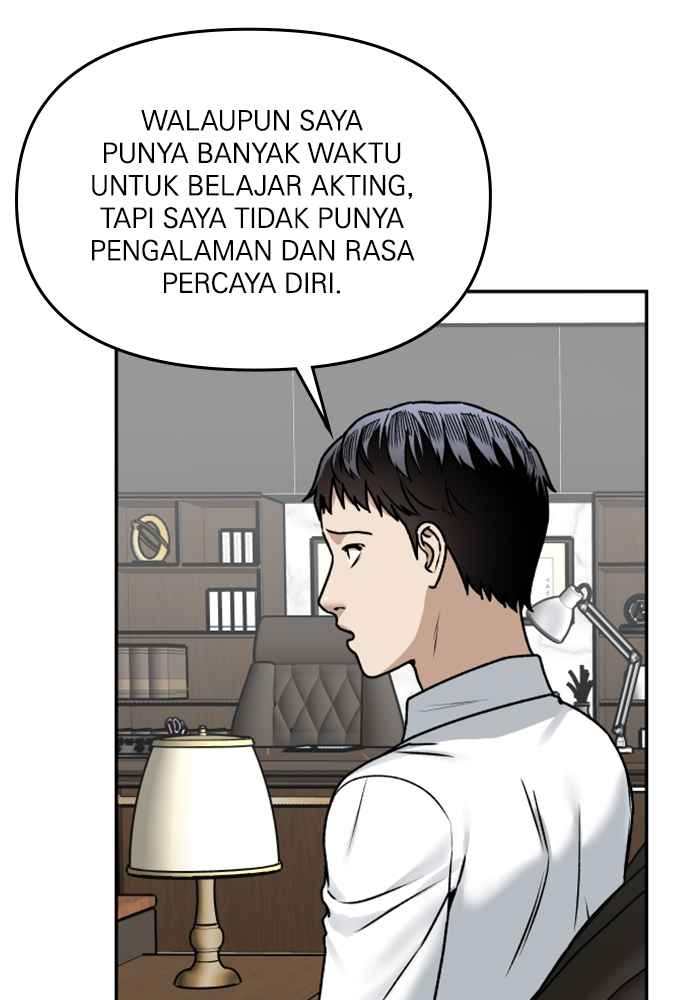 WALAUPUN SAYA
PUNYA BANYAK WAKTU
UNTUK BELAJAR AKTING,
TAPI SAYA TIDAK PUNYA
PENGALAMAN DAN RASA
PERCAYA DIRI.